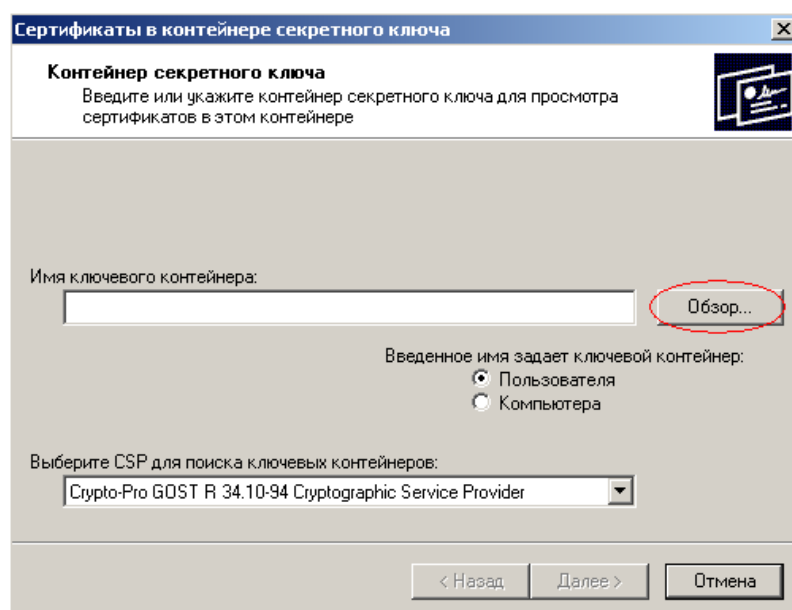 Сертификаты в контейнере секретного ключа
Контейнер секретного ключа
Введите или укажите контейнер секретного ключа для просмотра
сертификатов в этом контейнере
Имя ключевого контейнера:
Обзор...
Введенное имя задает ключевой контейнер:
Пользователя
Компьютера
Выберите CSP для поиска ключевых контейнеров:
Crypto-Pro GOST R 34.10-94 Cryptographic Service Provider
< Назад Далее > Отмена